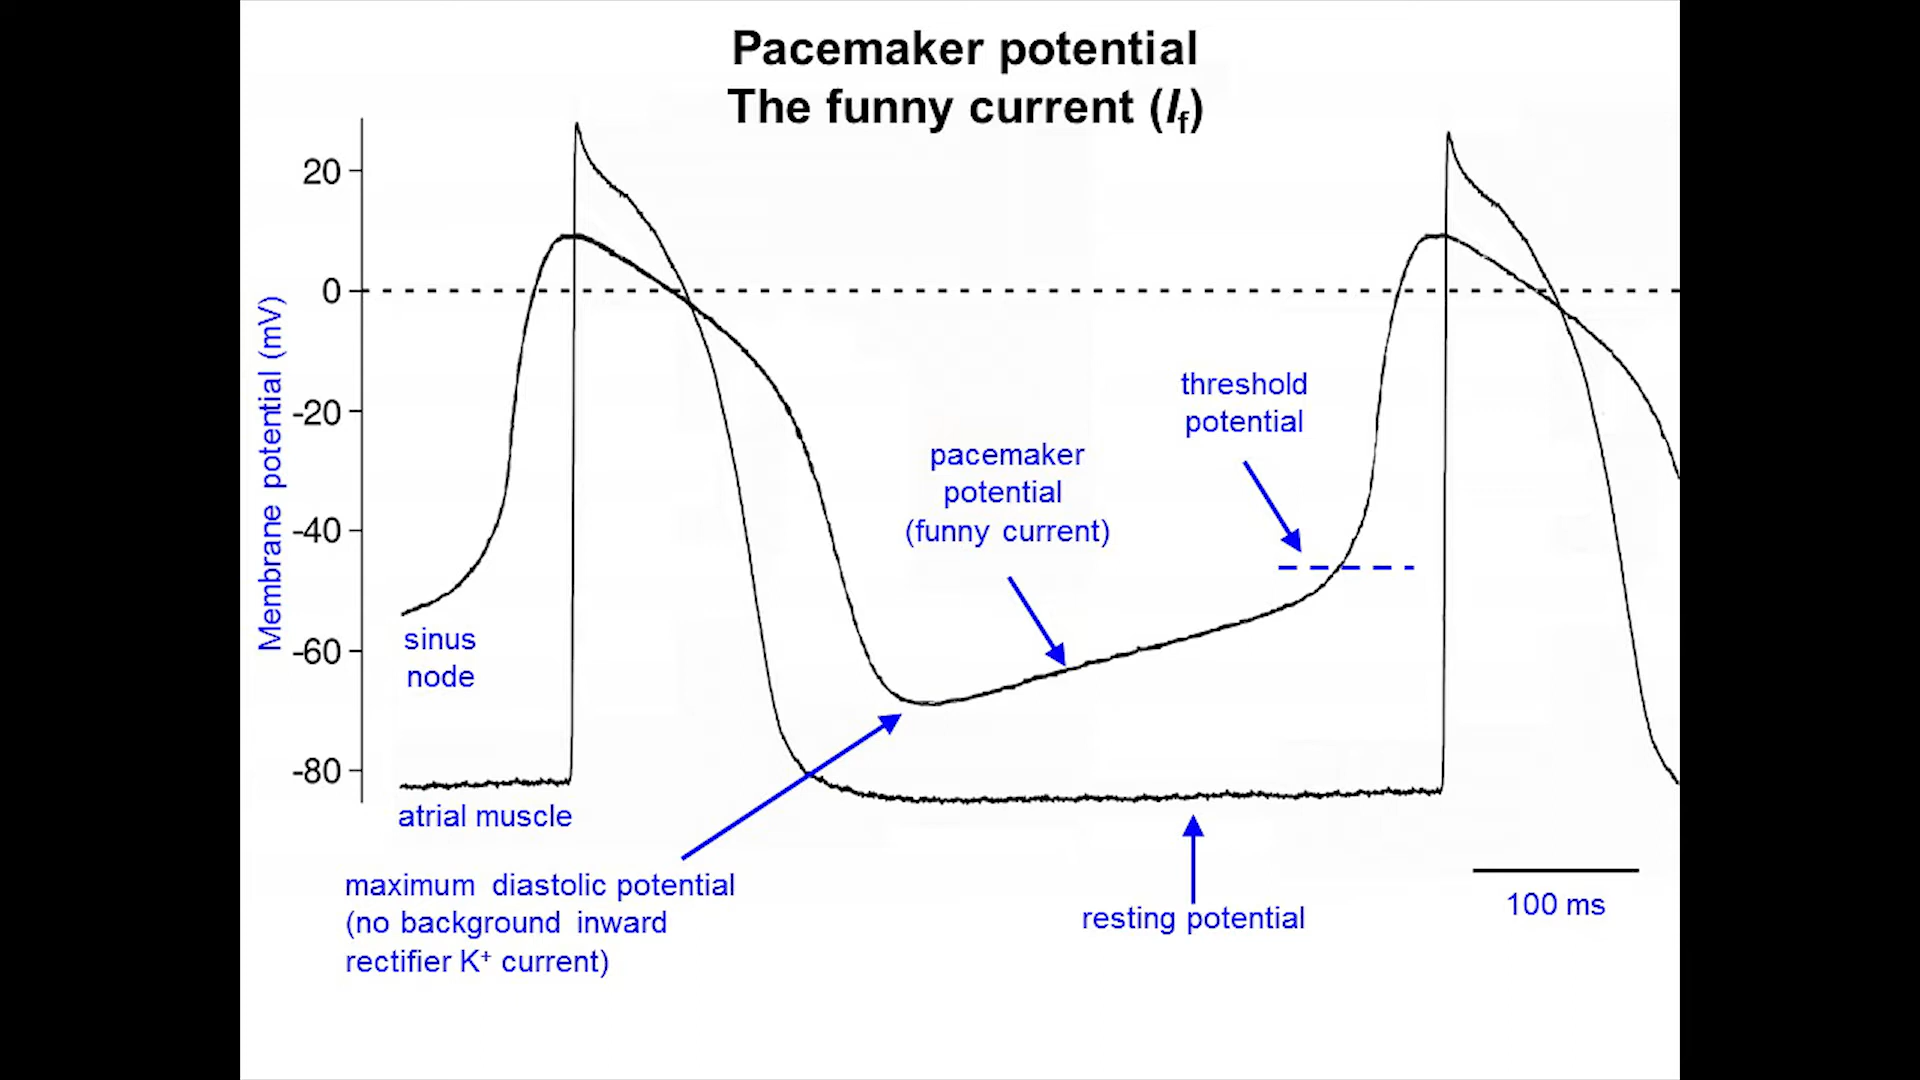 Pacemaker potential
The funny current (If)
20
0
-20
-40
-60
-80
Membrane potential (mV)
threshold
potential
pacemaker
potential
(funny current)
sinus
node
atrial muscle
maximum diastolic potential
(no background inward
rectifier K⁺ current)
resting potential
100 ms